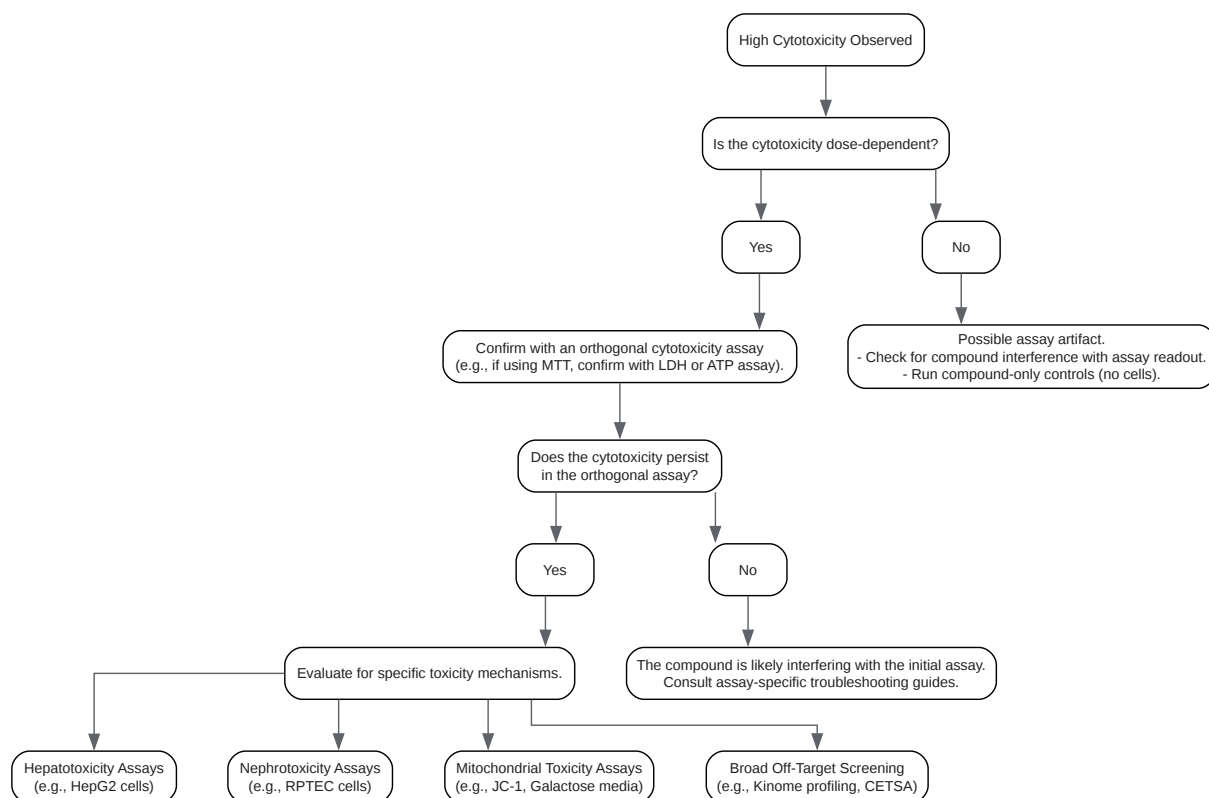 High Cytotoxicity Observed
Is the cytotoxicity dose-dependent?
Yes
No
Confirm with an orthogonal cytotoxicity assay
(e.g., if using MTT, confirm with LDH or ATP assay).
Possible assay artifact.
- Check for compound interference with assay readout.
- Run compound-only controls (no cells).
Does the cytotoxicity persist
in the orthogonal assay?
Yes
No
Evaluate for specific toxicity mechanisms.
The compound is likely interfering with the initial assay.
Consult assay-specific troubleshooting guides.
Hepatotoxicity Assays
(e.g., HepG2 cells)
Nephrotoxicity Assays
(e.g., RPTEC cells)
Mitochondrial Toxicity Assays
(e.g., JC-1, Galactose media)
Broad Off-Target Screening
(e.g., Kinome profiling, CETSA)